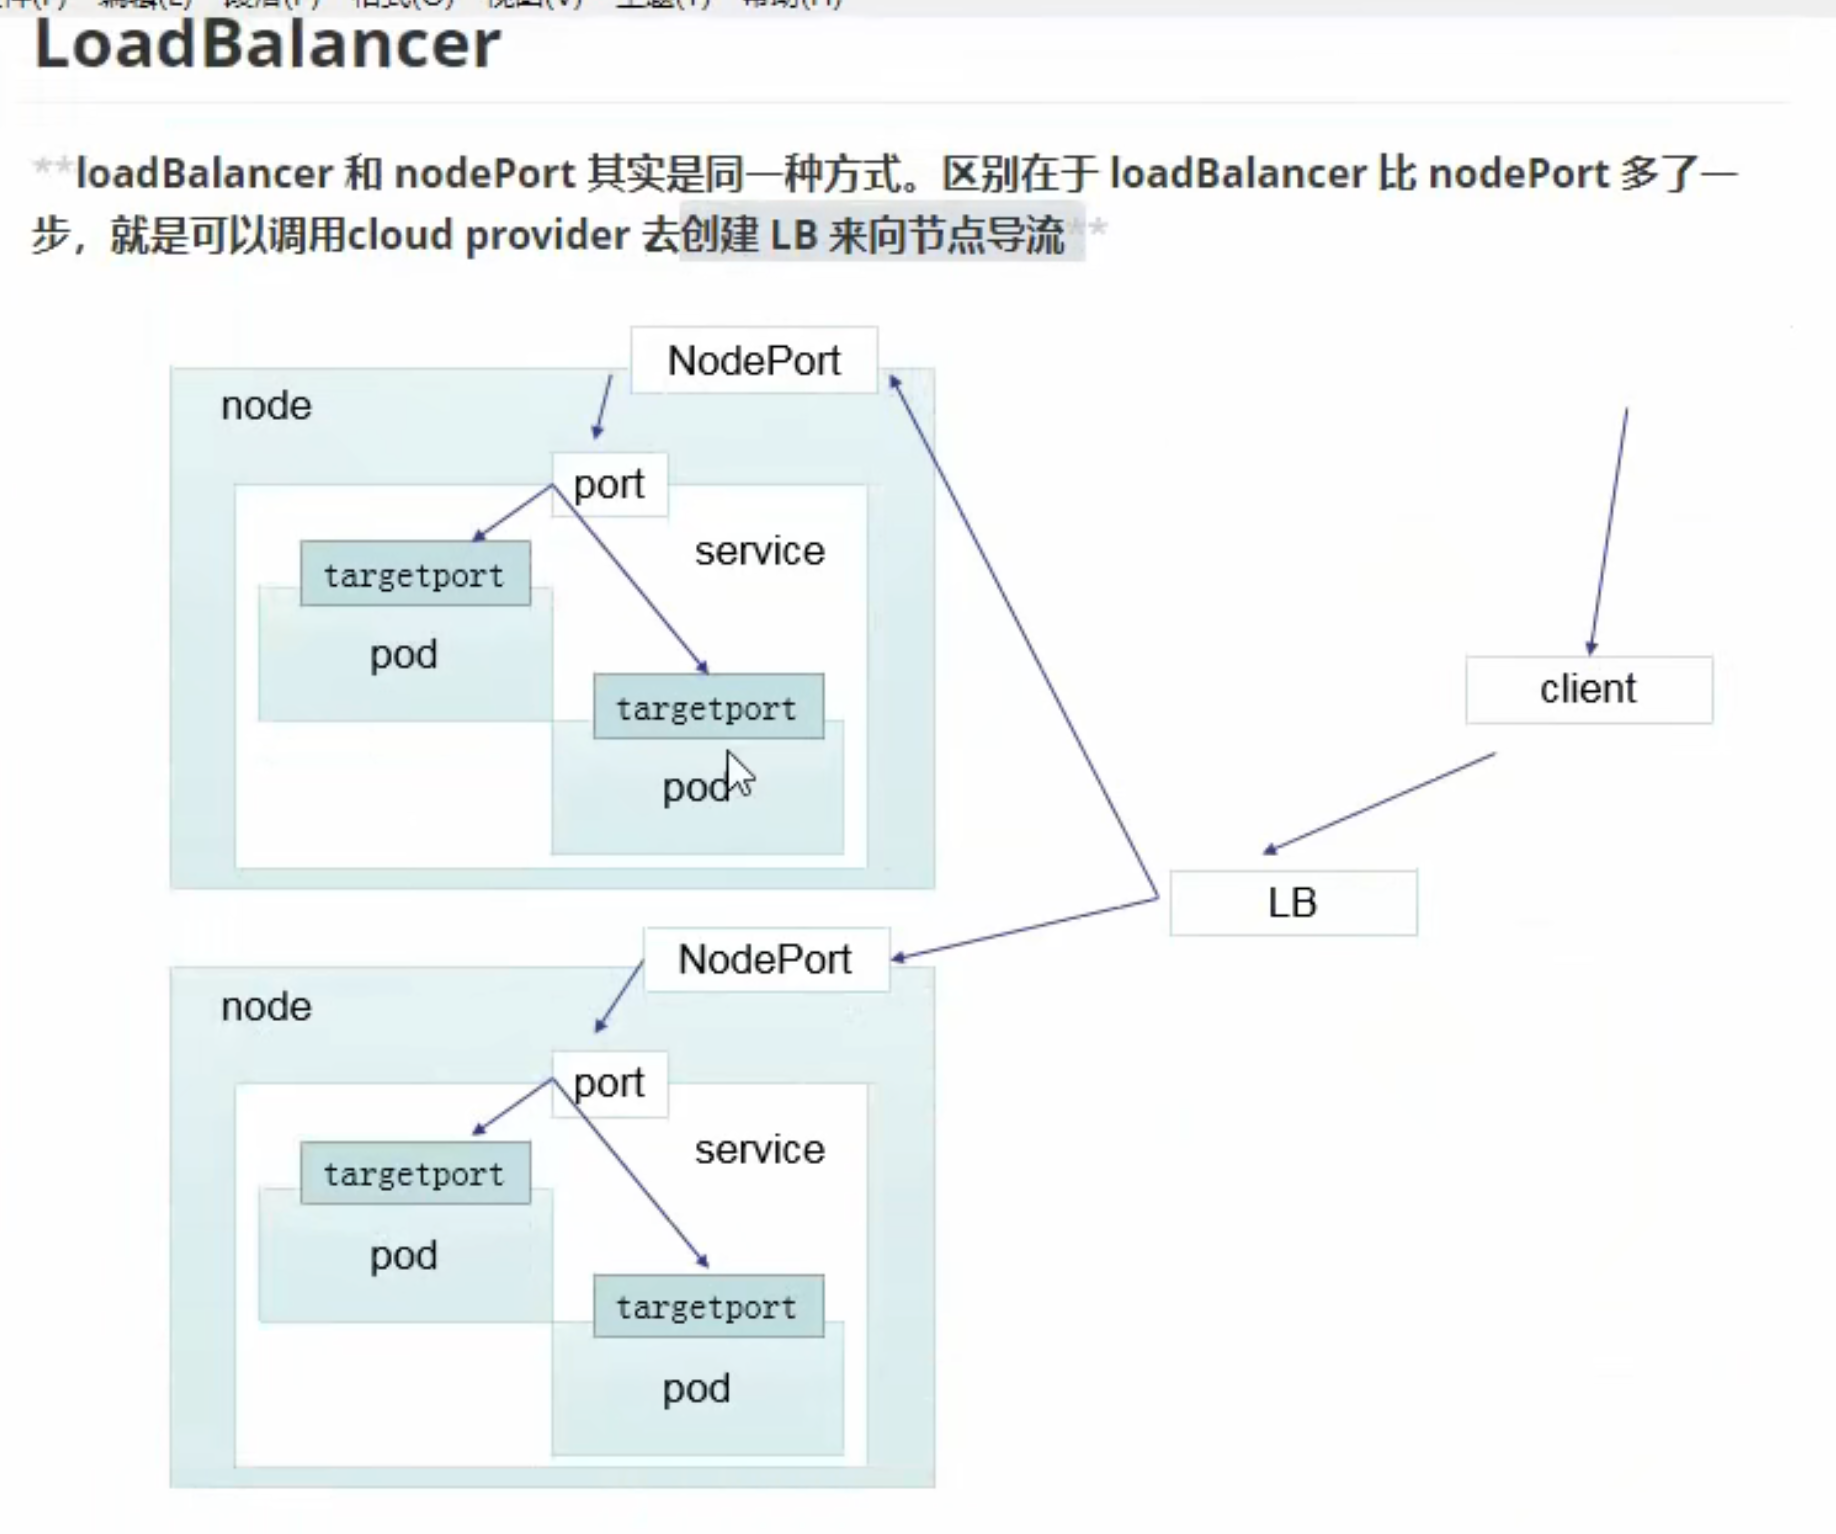 LoadBalancer
**loadBalancer 和 nodePort 其实是同一种方式。区别在于 loadBalancer 比 nodePort 多了一
步，就是可以调用cloud provider 去创建 LB 来向节点导流**
NodePort
node
port
service
targetport
pod
targetport
pod
client
LB
NodePort
node
port
service
targetport
pod
targetport
pod